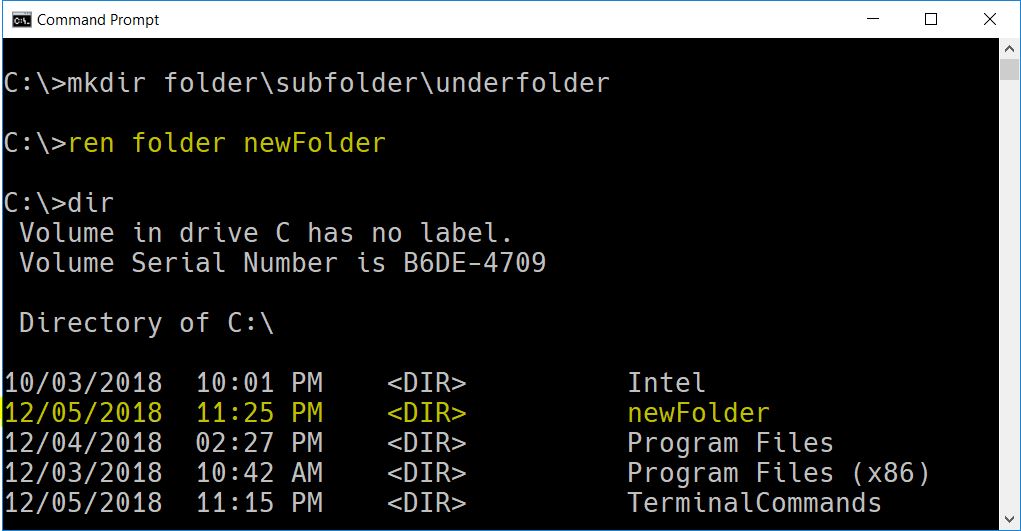 Command Prompt
C:\>mkdir folder\subfolder\underfolder
C:\>ren folder newFolder
C:\>dir
Volume in drive C has no label.
Volume Serial Number is B6DE-4709
Directory of C:\
10/03/2018  10:01 PM    <DIR>          Intel
12/05/2018  11:25 PM    <DIR>          newFolder
12/04/2018  02:27 PM    <DIR>          Program Files
12/03/2018  10:42 AM    <DIR>          Program Files (x86)
12/05/2018  11:15 PM    <DIR>          TerminalCommands